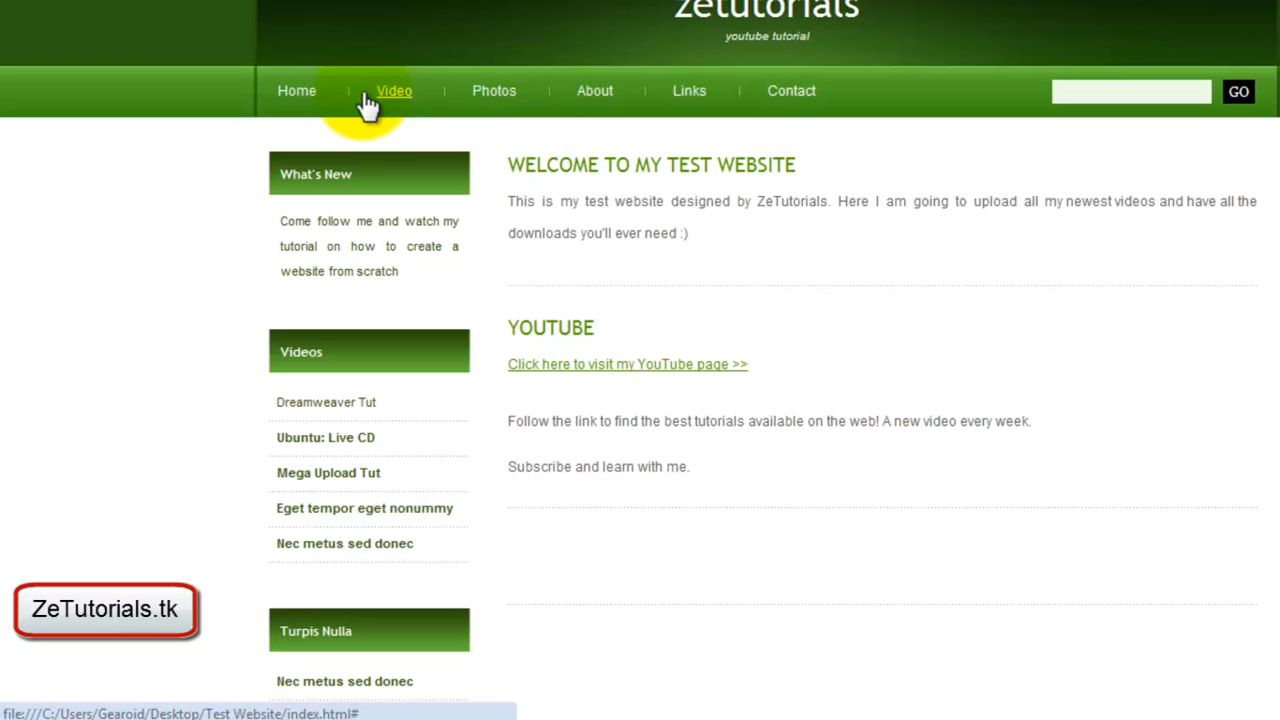 zetutorials
youtube tutorial
Home Video Photos About Links Contact GO
What's New
Come follow me and watch my
tutorial on how to create a
website from scratch
Videos
Dreamweaver Tut
Ubuntu: Live CD
Mega Upload Tut
Eget tempor eget nonummy
Nec metus sed donec
Turpis Nulla
Nec metus sed donec
WELCOME TO MY TEST WEBSITE
This is my test website designed by ZeTutorials. Here I am going to upload all my newest videos and have all the
downloads you'll ever need :)
YOUTUBE
Click here to visit my YouTube page >>
Follow the link to find the best tutorials available on the web! A new video every week.
Subscribe and learn with me.
ZeTutorials.tk
file:///C:/Users/Gearoid/Desktop/Test Website/index.html#